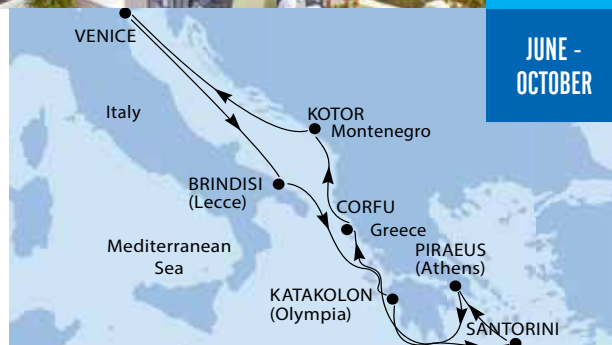 JUNE -
OCTOBER
VENICE
Italy
KOTOR
Montenegro
BRINDISI
(Lecce)
CORFU
Greece
Mediterranean
Sea
PIRAEUS
(Athens)
KATAKOLON
(Olympia)
SANTORINI